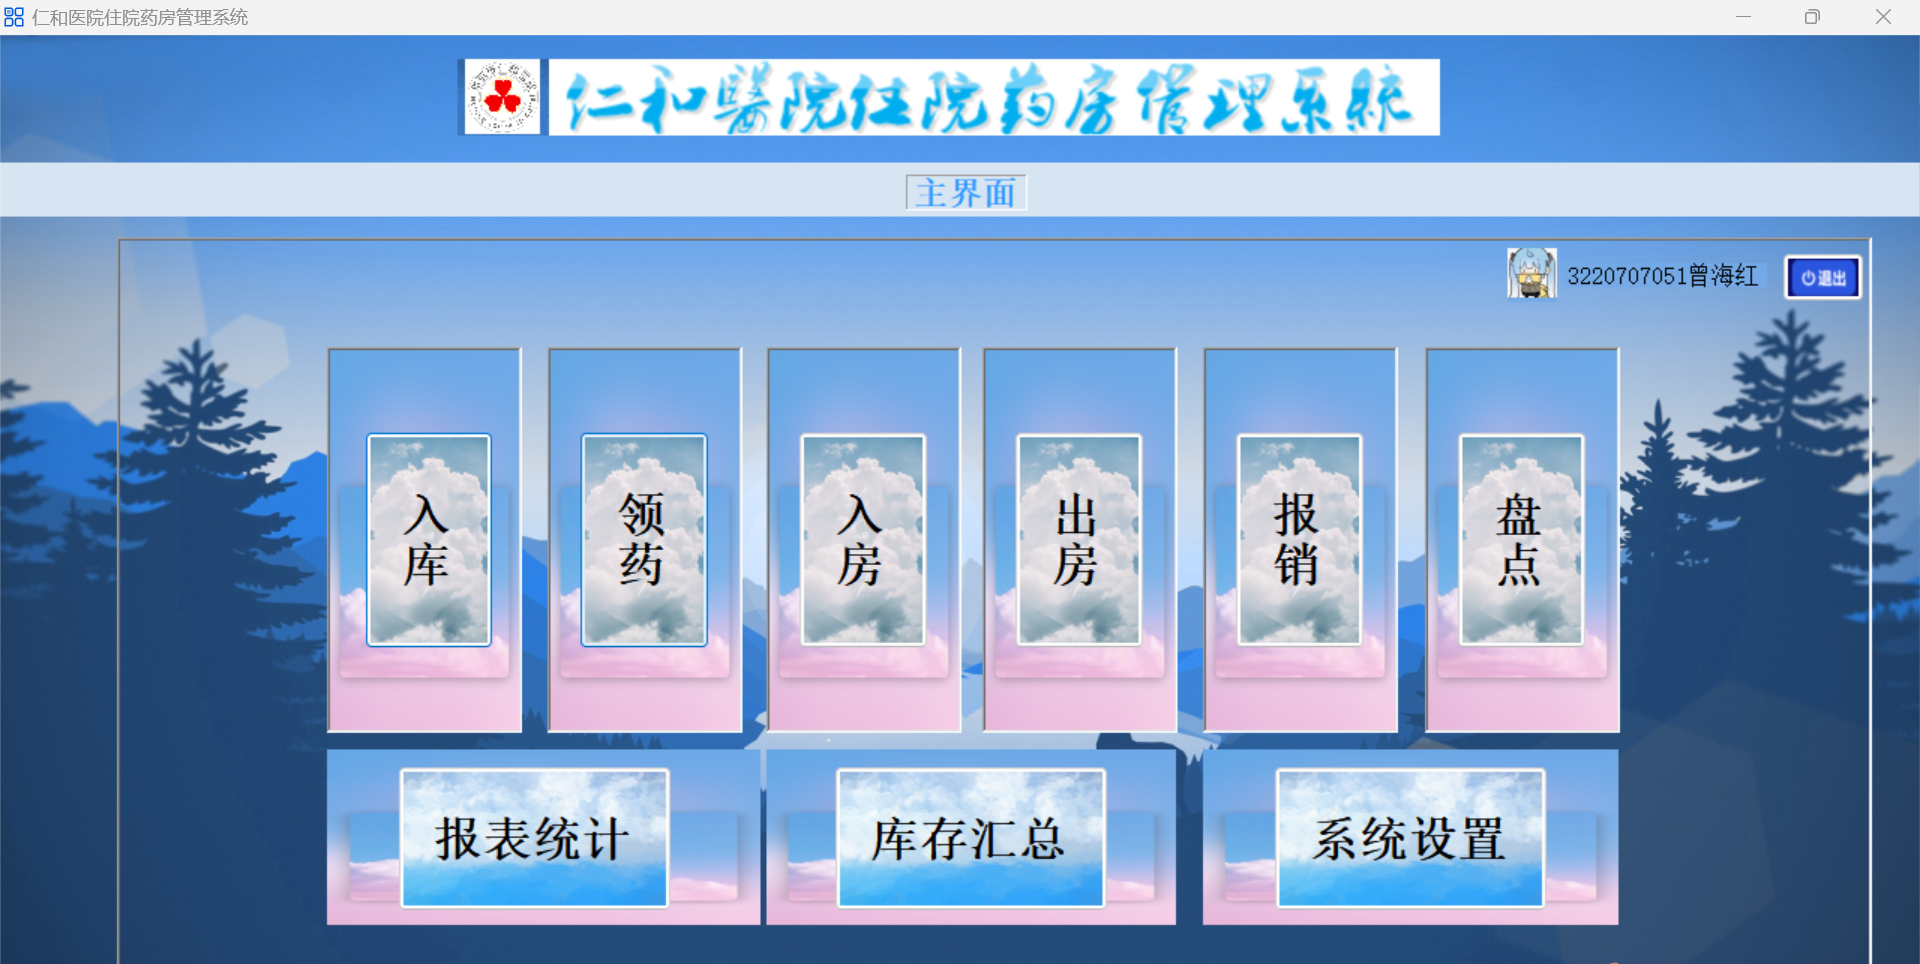 仁和医院住院药房管理系统
仁和醫院住院药房管理系統
主界面
3220707051曾海红
退出
入库
领药
入房
出房
报销
盘点
报表统计
库存汇总
系统设置